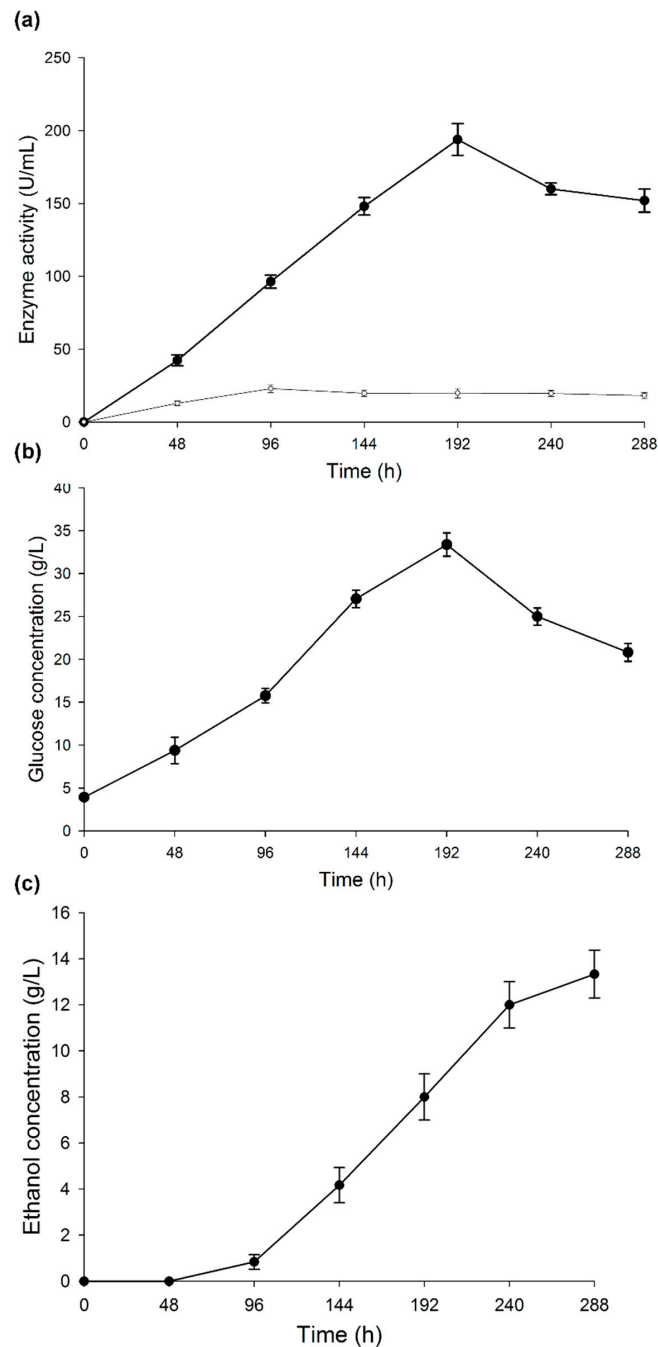 (a)
Enzyme activity (U/mL)
250
200
150
100
50
0
0 48 96 144 192 240 288
Time (h)
(b)
Glucose concentration (g/L)
40
35
30
25
20
15
10
5
0
0 48 96 144 192 240 288
Time (h)
(c)
Ethanol concentration (g/L)
16
14
12
10
8
6
4
2
0
0 48 96 144 192 240 288
Time (h)